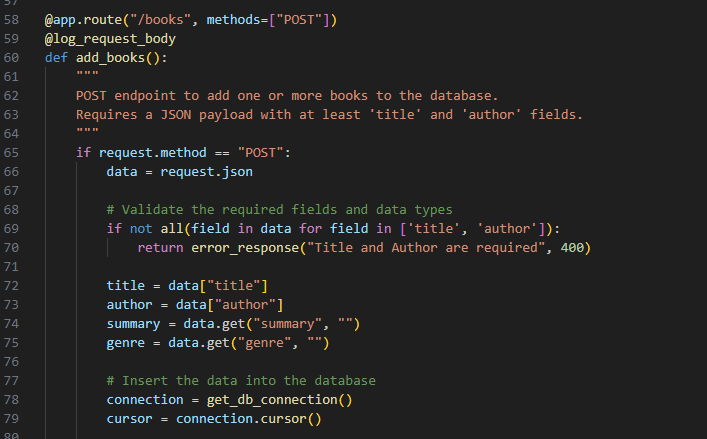 58 @app.route("/books", methods=["POST"])
59 @log_request_body
60 def add_books():
61     """
62     POST endpoint to add one or more books to the database.
63     Requires a JSON payload with at least 'title' and 'author' fields.
64     """
65     if request.method == "POST":
66         data = request.json
67
68         # Validate the required fields and data types
69         if not all(field in data for field in ['title', 'author']):
70             return error_response("Title and Author are required", 400)
71
72         title = data["title"]
73         author = data["author"]
74         summary = data.get("summary", "")
75         genre = data.get("genre", "")
76
77         # Insert the data into the database
78         connection = get_db_connection()
79         cursor = connection.cursor()
80